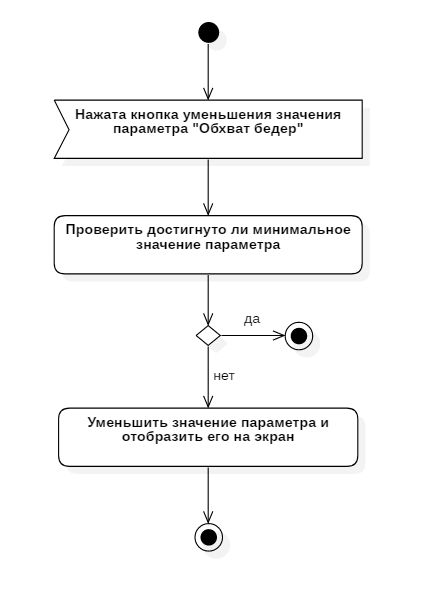 Нажата кнопка уменьшения значения
параметра "Обхват бедер"
Проверить достигнуто ли минимальное
значение параметра
да
нет
Уменьшить значение параметра и
отобразить его на экран